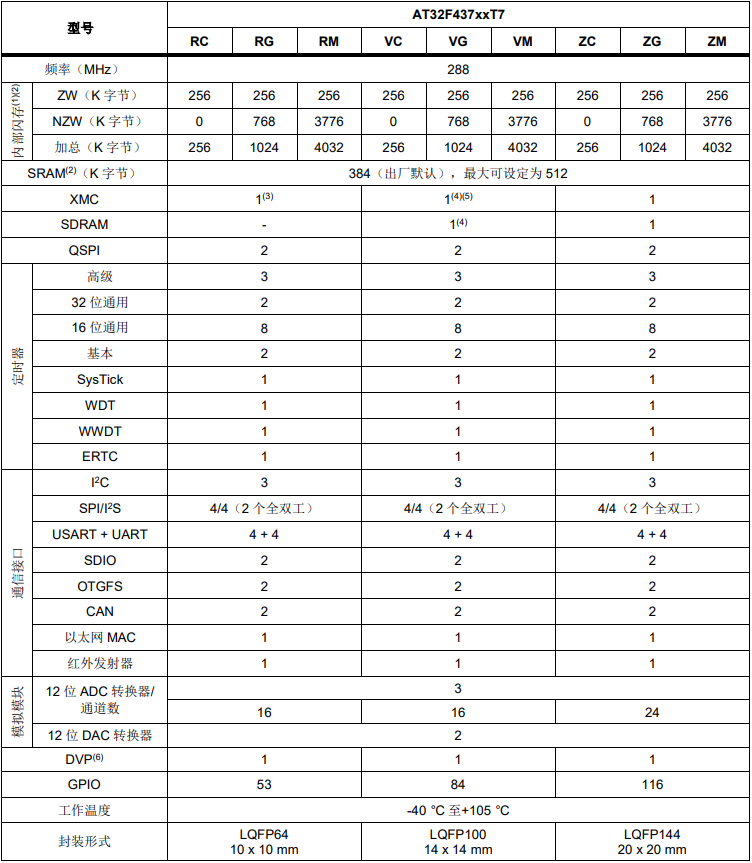 型号 AT32F437xxT7
RC RG RM VC VG VM ZC ZG ZM
频率（MHz） 288
内部闪存(1)(2)
ZW（K 字节） 256 256 256 256 256 256 256 256 256
NZW（K 字节） 0 768 3776 0 768 3776 0 768 3776
加总（K 字节） 256 1024 4032 256 1024 4032 256 1024 4032
SRAM(2)（K 字节） 384（出厂默认），最大可设定为 512
XMC 1(3) 1(4)(5) 1
SDRAM - 1(4) 1
QSPI 2 2 2
定时器
高级 3 3 3
32 位通用 2 2 2
16 位通用 8 8 8
基本 2 2 2
SysTick 1 1 1
WDT 1 1 1
WWDT 1 1 1
ERTC 1 1 1
通信接口
I2C 3 3 3
SPI/I2S 4/4（2 个全双工） 4/4（2 个全双工） 4/4（2 个全双工）
USART + UART 4 + 4 4 + 4 4 + 4
SDIO 2 2 2
OTGFS 2 2 2
CAN 2 2 2
以太网 MAC 1 1 1
红外发射器 1 1 1
模拟模块
12 位 ADC 转换器/ 3
通道数 16 16 24
12 位 DAC 转换器 2
DVP(6) 1 1 1
GPIO 53 84 116
工作温度 -40 °C 至+105 °C
封装形式 LQFP64 LQFP100 LQFP144
10 x 10 mm 14 x 14 mm 20 x 20 mm